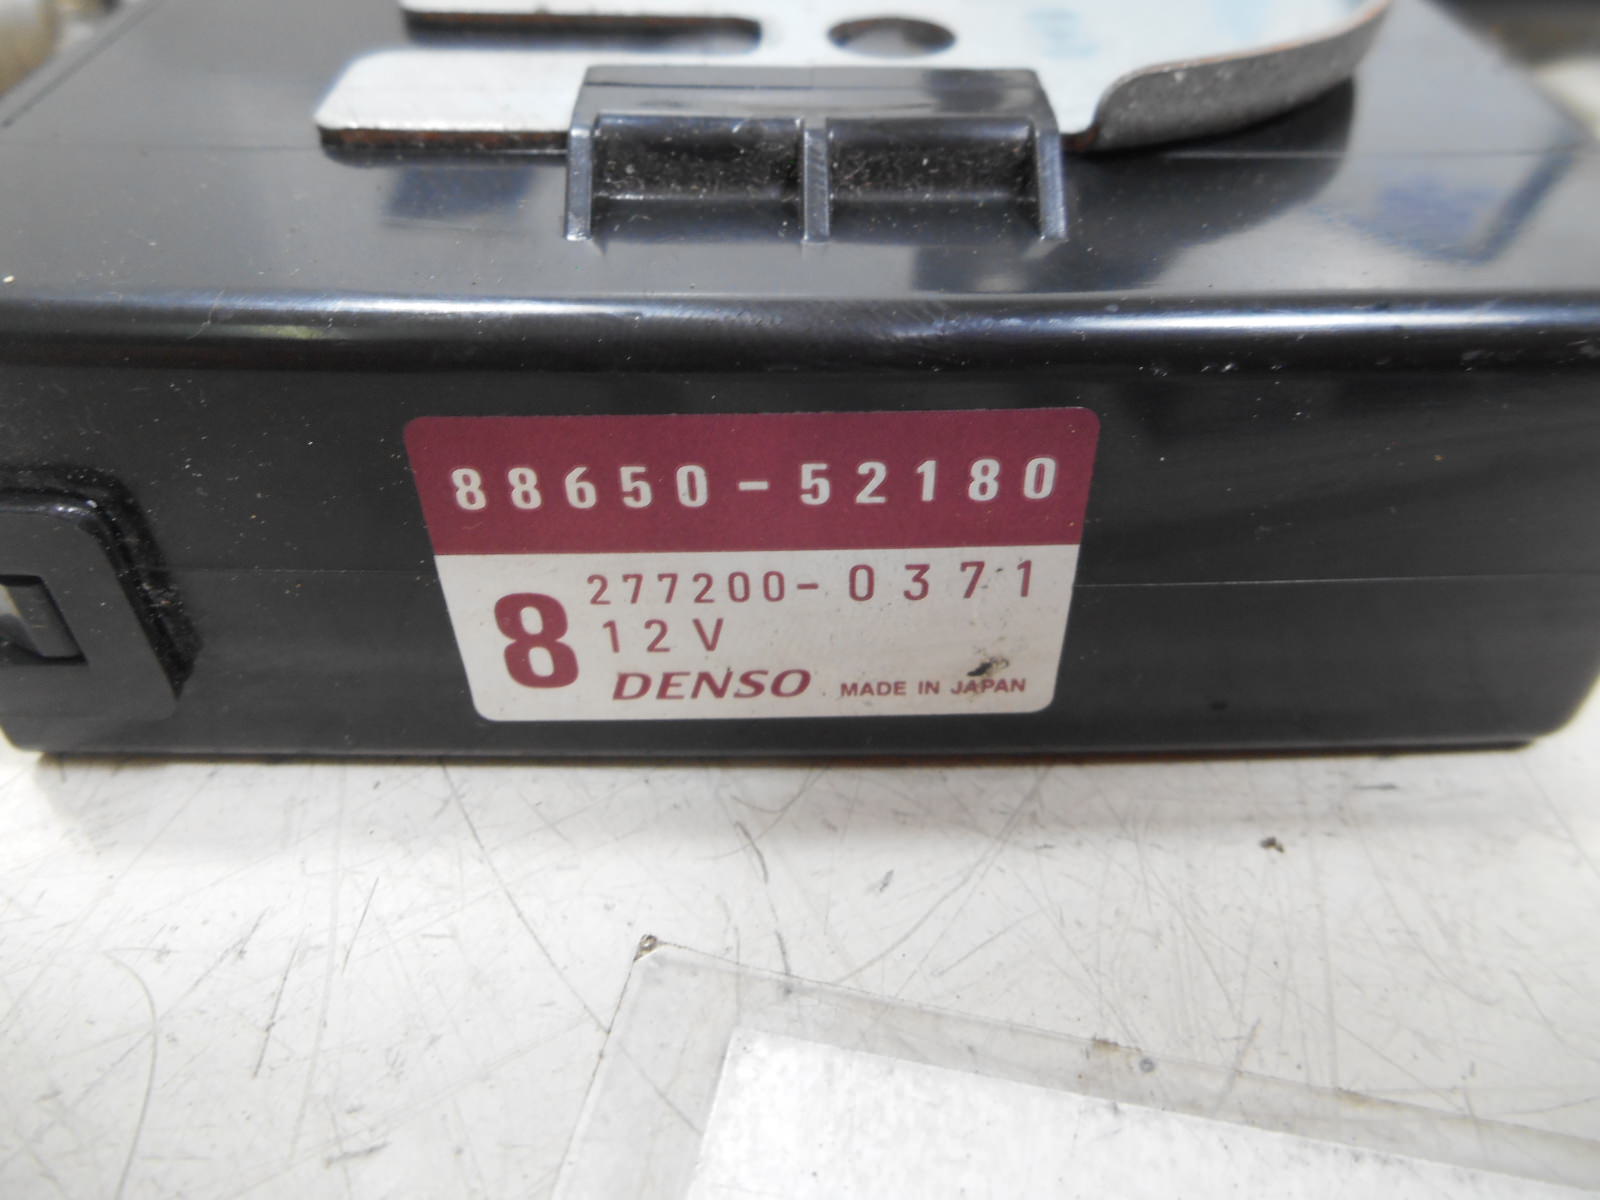 88650-52180
277200-0371
8 12V
DENSO MADE IN JAPAN